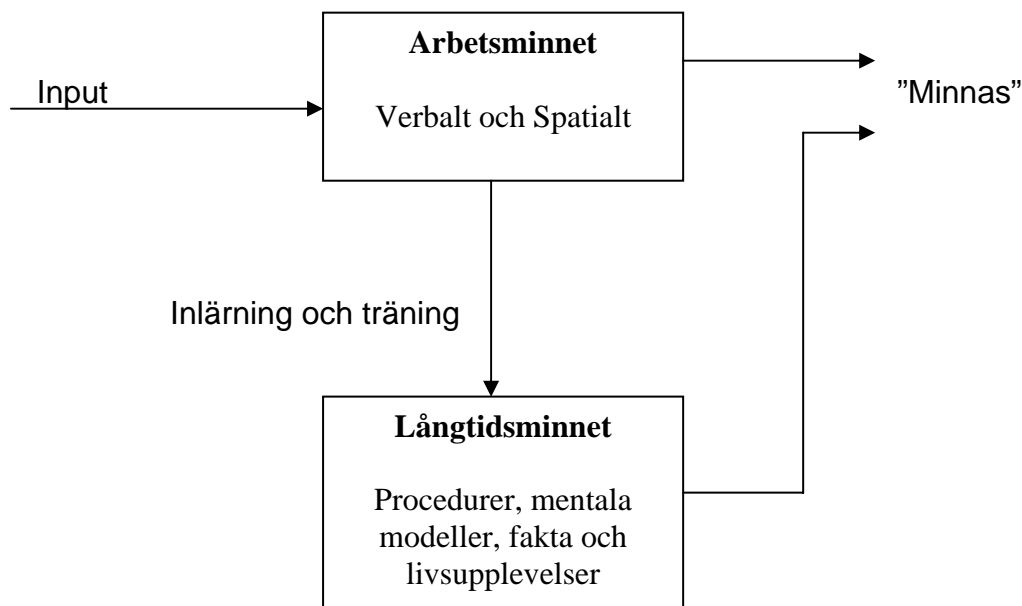 Arbetsminnet
Input
Verbalt och Spatialt
”Minnas”
Inlärning och träning
Långtidsminnet
Procedurer, mentala
modeller, fakta och
livsupplevelser